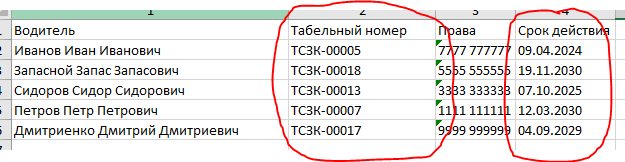 1 2 3 4
Водитель Табельный номер Права Срок действия
Иванов Иван Иванович ТСЗК-00005 7777 777777 09.04.2024
Запасной Запас Запасович ТСЗК-00018 5555 555555 19.11.2030
Сидоров Сидор Сидорович ТСЗК-00013 3333 333333 07.10.2025
Петров Петр Петрович ТСЗК-00007 1111 111111 12.03.2030
Дмитриенко Дмитрий Дмитриевич ТСЗК-00017 9999 999999 04.09.2029